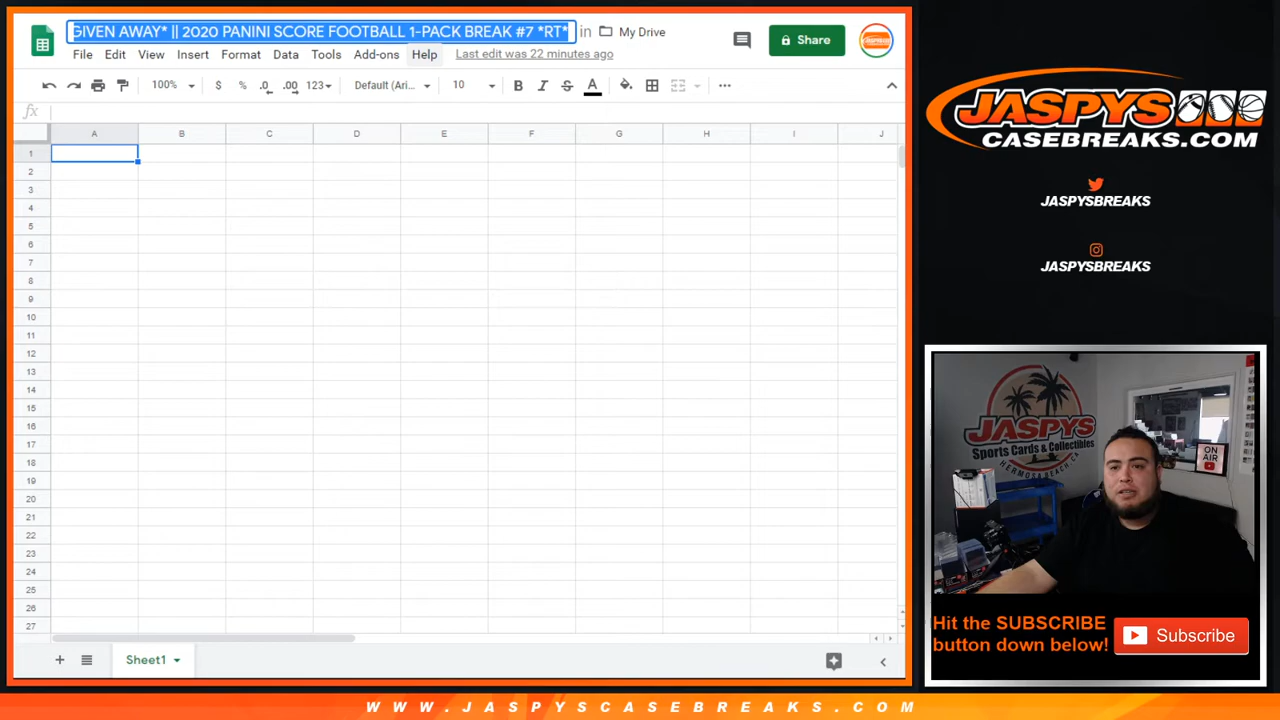 GIVEN AWAY* || 2020 PANINI SCORE FOOTBALL 1-PACK BREAK #7 *RT* in My Drive
File Edit View Insert Format Data Tools Add-ons Help Last edit was 22 minutes ago
Share
100% $ % .0 .00 123 Default (Ari... 10 B I S A
fx
A B C D E F G H I J
1
2
3
4
5
6
7
8
9
10
11
12
13
14
15
16
17
18
19
20
21
22
23
24
25
26
27
Sheet1
JASPYS
CASEBREAKS.COM
JASPYSBREAKS
JASPYSBREAKS
JASPYS
Sports Cards & Collectibles
HERMOSA BEACH, CA
ON
AIR
Hit the SUBSCRIBE
button down below!
Subscribe
WWW.JASPYSCASEBREAKS.COM